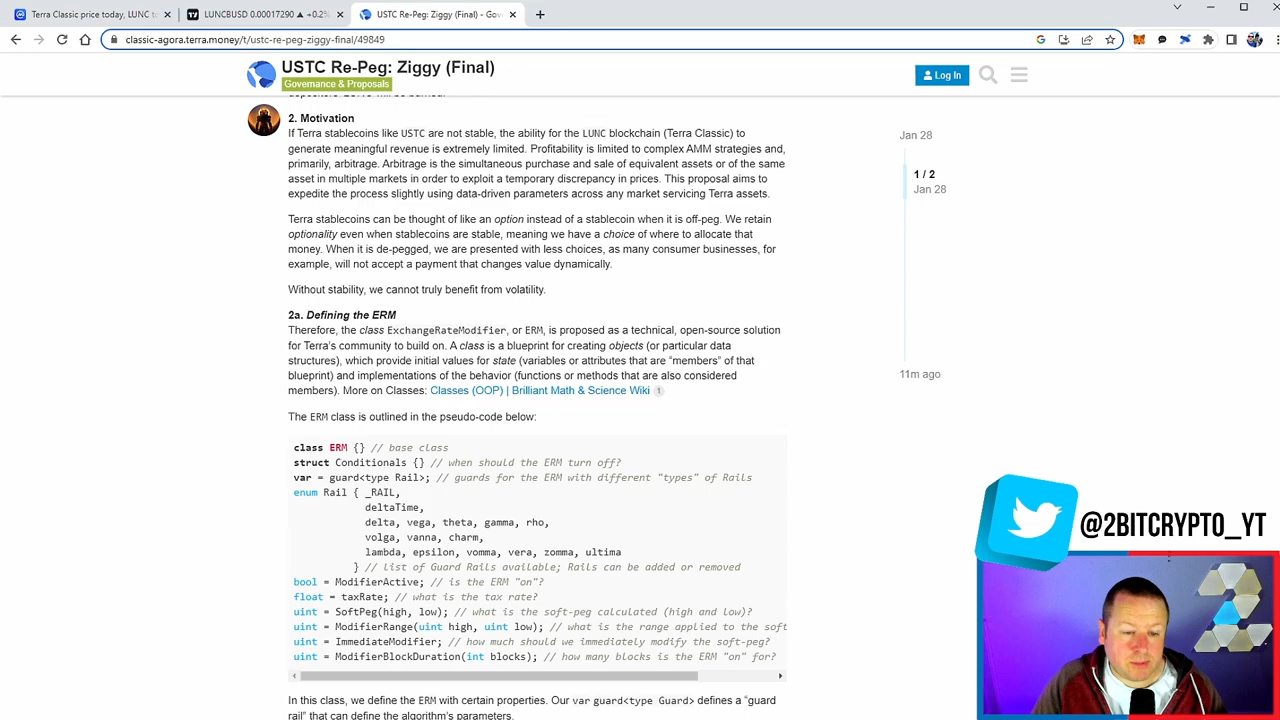 Terra Classic price today, LUNC to
LUNCBUSD 0.00017290 ▲ +0.2%
USTC Re-Peg: Ziggy (Final) - Gov
classic-agora.terra.money/t/ustc-re-peg-ziggy-final/49849
USTC Re-Peg: Ziggy (Final)
Governance & Proposals
Log In
2. Motivation
If Terra stablecoins like USTC are not stable, the ability for the LUNC blockchain (Terra Classic) to
generate meaningful revenue is extremely limited. Profitability is limited to complex AMM strategies and,
primarily, arbitrage. Arbitrage is the simultaneous purchase and sale of equivalent assets or of the same
asset in multiple markets in order to exploit a temporary discrepancy in prices. This proposal aims to
expedite the process slightly using data-driven parameters across any market servicing Terra assets.
Terra stablecoins can be thought of like an option instead of a stablecoin when it is off-peg. We retain
optionality even when stablecoins are stable, meaning we have a choice of where to allocate that
money. When it is de-pegged, we are presented with less choices, as many consumer businesses, for
example, will not accept a payment that changes value dynamically.
Without stability, we cannot truly benefit from volatility.
2a. Defining the ERM
Therefore, the class ExchangeRateModifier, or ERM, is proposed as a technical, open-source solution
for Terra's community to build on. A class is a blueprint for creating objects (or particular data
structures), which provide initial values for state (variables or attributes that are "members" of that
blueprint) and implementations of the behavior (functions or methods that are also considered
members). More on Classes: Classes (OOP) | Brilliant Math & Science Wiki 1
The ERM class is outlined in the pseudo-code below:
class ERM {} // base class
struct Conditionals {} // when should the ERM turn off?
var = guard<type Rail>; // guards for the ERM with different "types" of Rails
enum Rail { _RAIL,
deltaTime,
delta, vega, theta, gamma, rho,
volga, vanna, charm,
lambda, epsilon, vomma, vera, zomma, ultima
} // list of Guard Rails available; Rails can be added or removed
bool = ModifierActive; // is the ERM "on"?
float = taxRate; // what is the tax rate?
uint = SoftPeg(high, low); // what is the soft-peg calculated (high and low)?
uint = ModifierRange(uint high, uint low); // what is the range applied to the soft
uint = ImmediateModifier; // how much should we immediately modify the soft-peg?
uint = ModifierBlockDuration(int blocks); // how many blocks is the ERM "on" for?
In this class, we define the ERM with certain properties. Our var guard<type Guard> defines a "guard
rail" that can define the algorithm's parameters.
Jan 28
1 / 2
Jan 28
11m ago
@2BITCRYPTO_YT